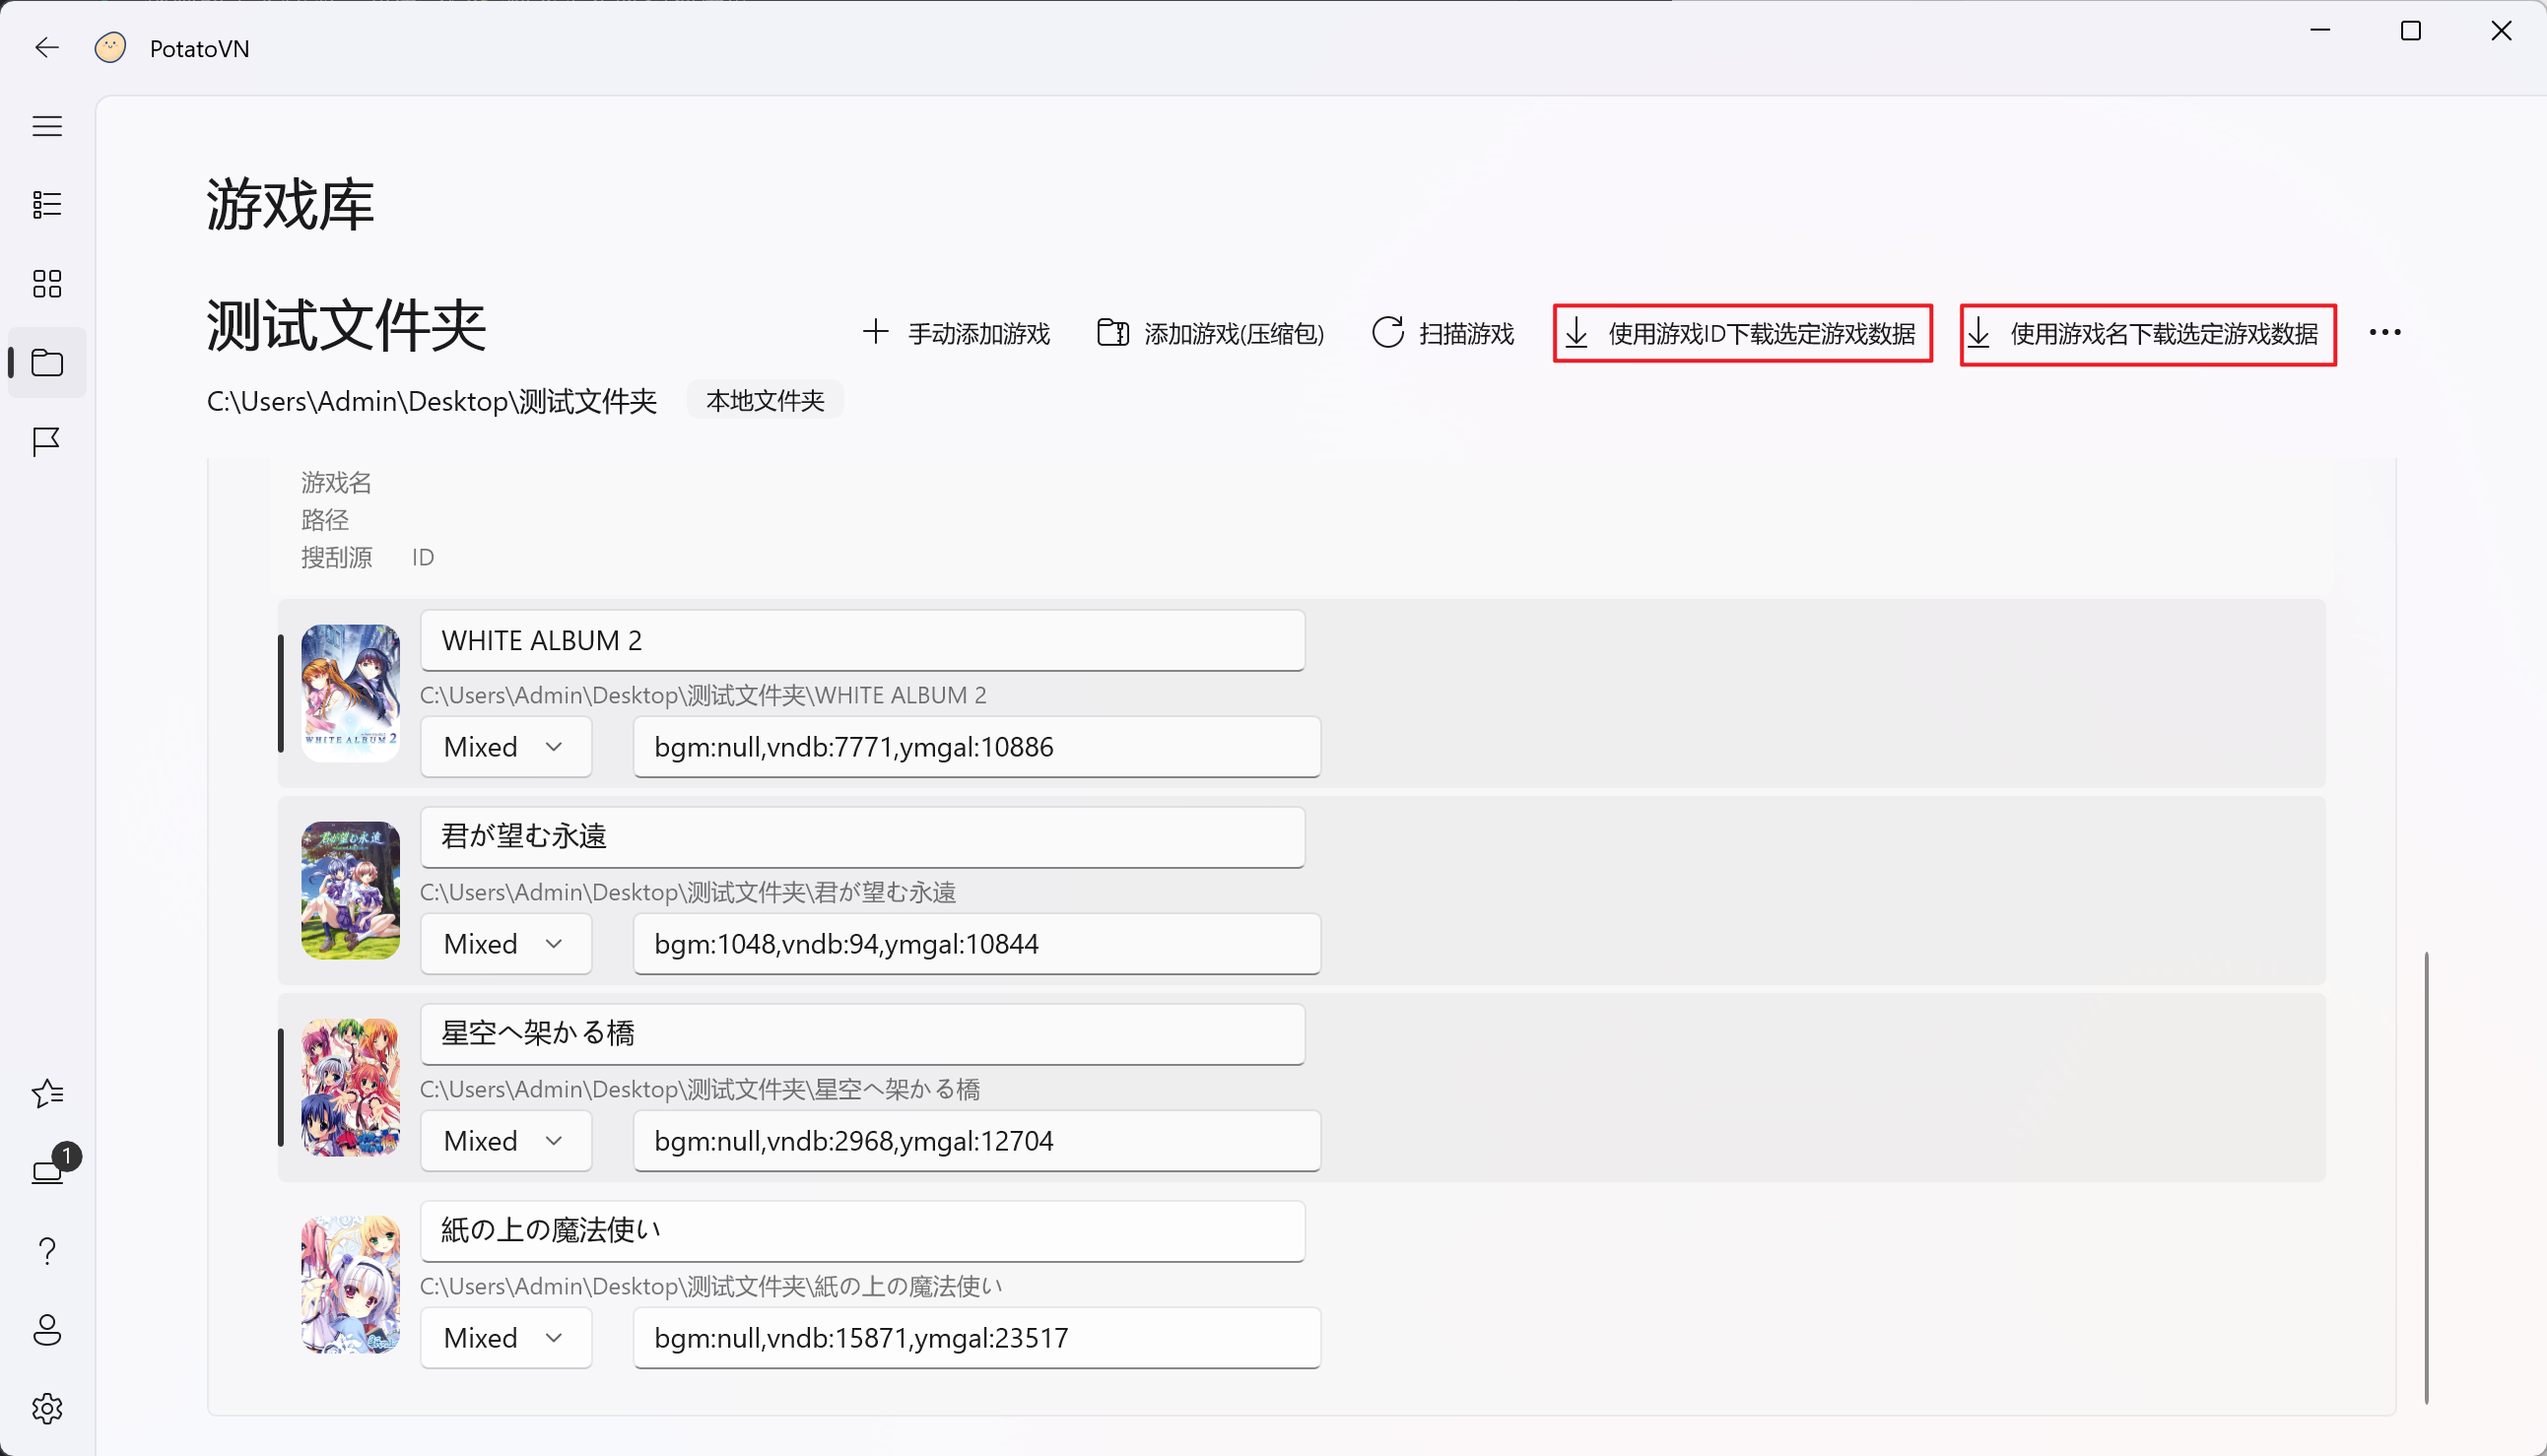 PotatoVN
游戏库
测试文件夹
手动添加游戏
添加游戏(压缩包)
扫描游戏
使用游戏ID下载选定游戏数据
使用游戏名下载选定游戏数据
C:\Users\Admin\Desktop\测试文件夹
本地文件夹
游戏名
路径
搜刮源 ID
WHITE ALBUM 2
WHITE ALBUM 2
C:\Users\Admin\Desktop\测试文件夹\WHITE ALBUM 2
Mixed
bgm:null,vndb:7771,ymgal:10886
君が望む永遠
君が望む永遠
C:\Users\Admin\Desktop\测试文件夹\君が望む永遠
Mixed
bgm:1048,vndb:94,ymgal:10844
星空へ架かる橋
C:\Users\Admin\Desktop\测试文件夹\星空へ架かる橋
Mixed
bgm:null,vndb:2968,ymgal:12704
1
紙の上の魔法使い
C:\Users\Admin\Desktop\测试文件夹\紙の上の魔法使い
Mixed
bgm:null,vndb:15871,ymgal:23517